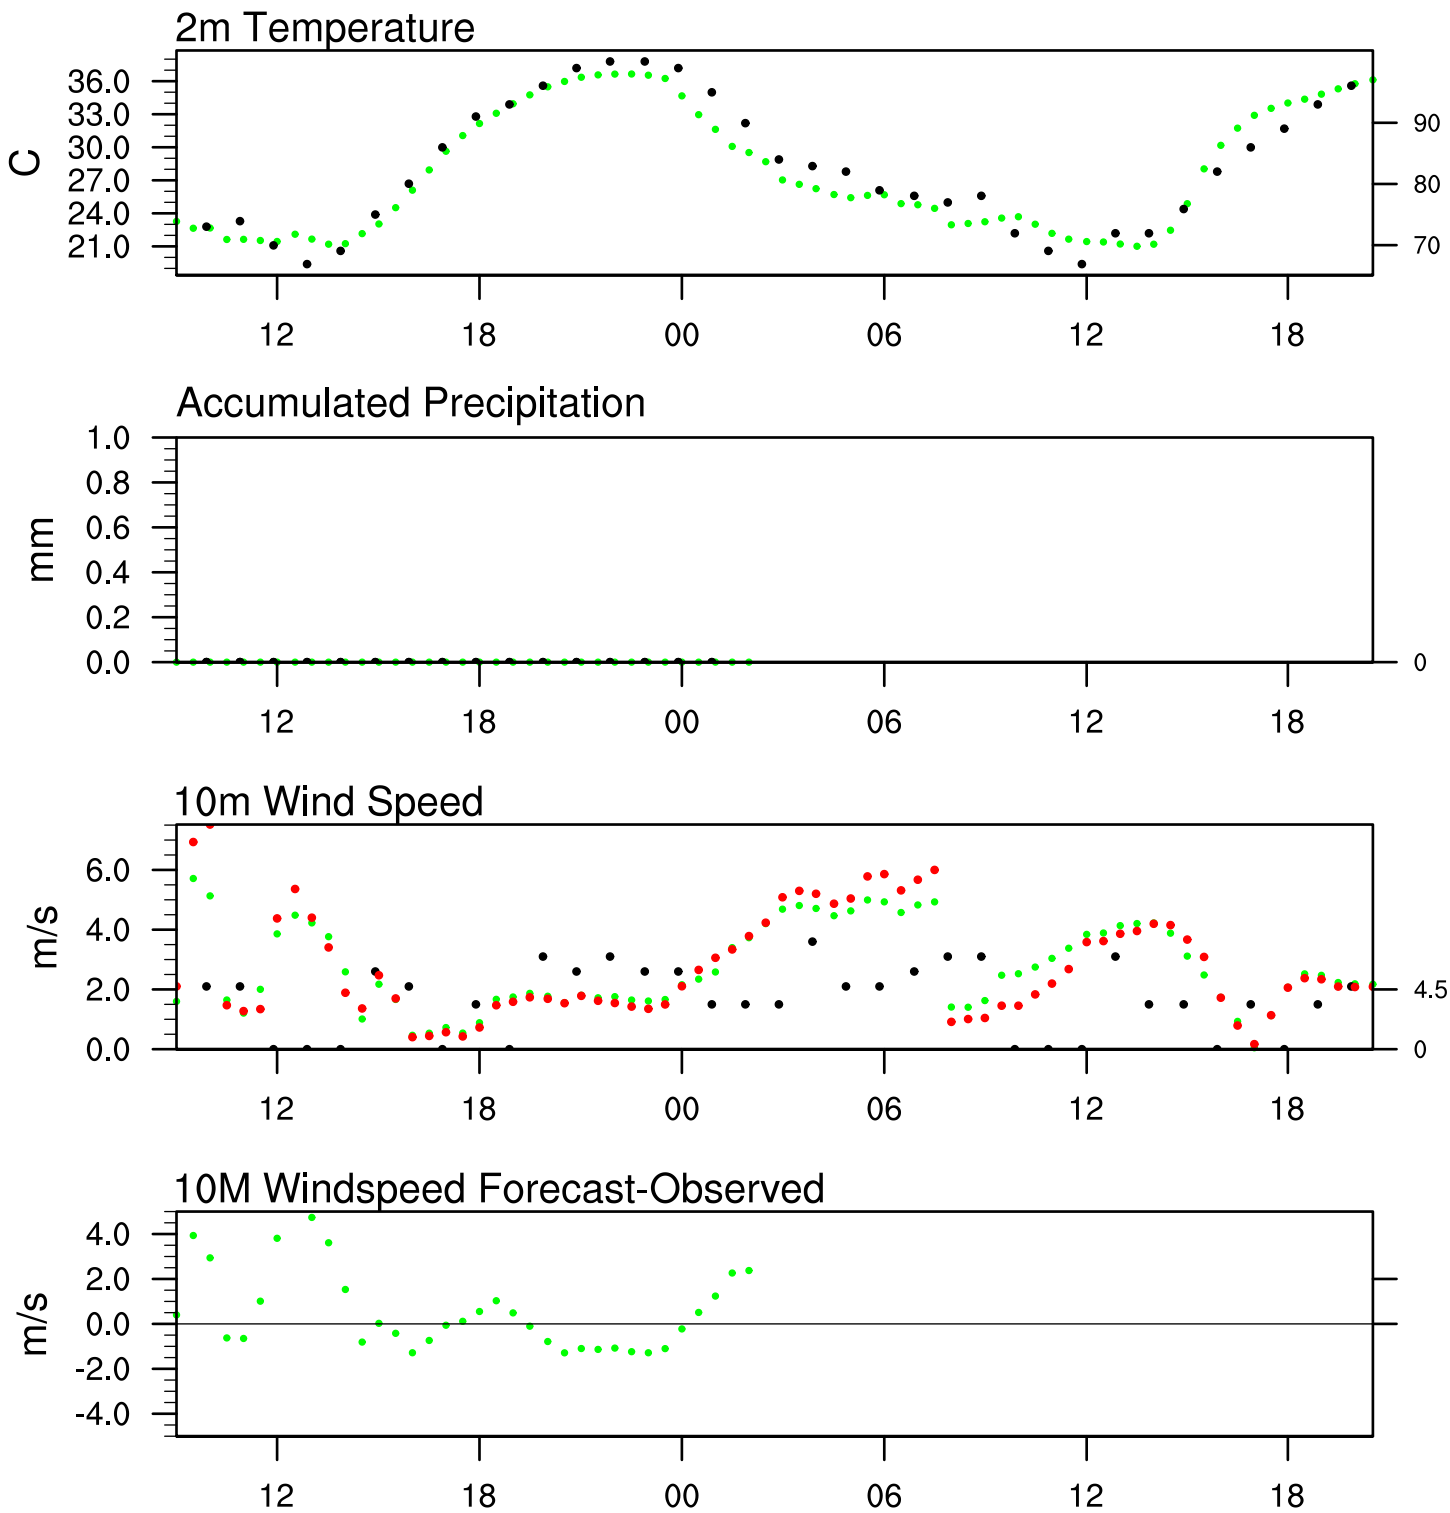 2m Temperature
36.0
33.0
30.0
27.0
24.0
21.0
C
90
80
70
12 18 00 06 12 18
Accumulated Precipitation
1.0
0.8
0.6
0.4
0.2
0.0
mm
0
12 18 00 06 12 18
10m Wind Speed
6.0
4.0
2.0
0.0
m/s
4.5
0
12 18 00 06 12 18
10M Windspeed Forecast-Observed
4.0
2.0
0.0
-2.0
-4.0
m/s
12 18 00 06 12 18